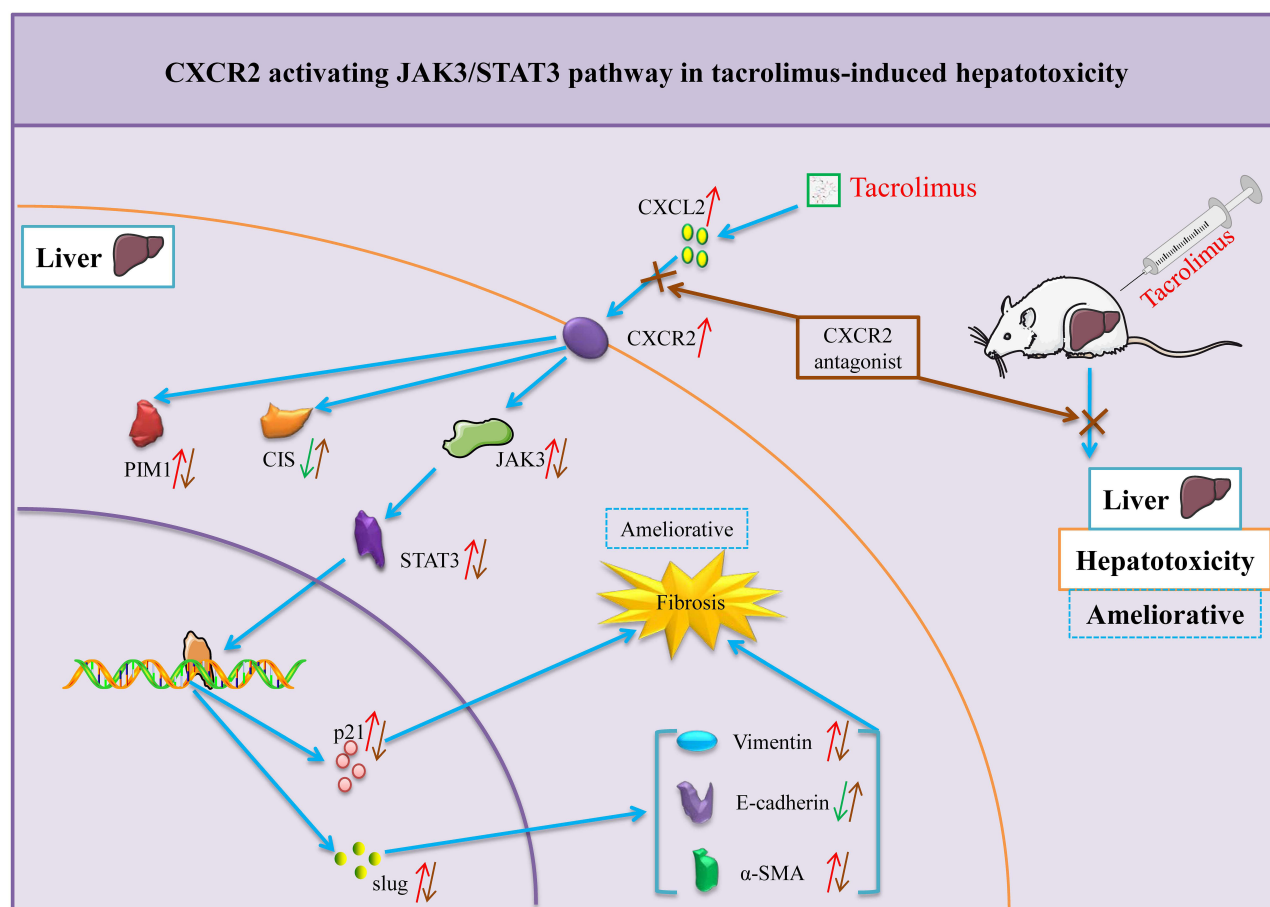 CXCR2 activating JAK3/STAT3 pathway in tacrolimus-induced hepatotoxicity
Tacrolimus
CXCL2
Liver
Tacrolimus
CXCR2
CXCR2
antagonist
PIM1
CIS
JAK3
Liver
Ameliorative
STAT3
Hepatotoxicity
Fibrosis
Ameliorative
p21
Vimentin
E-cadherin
slug
α-SMA